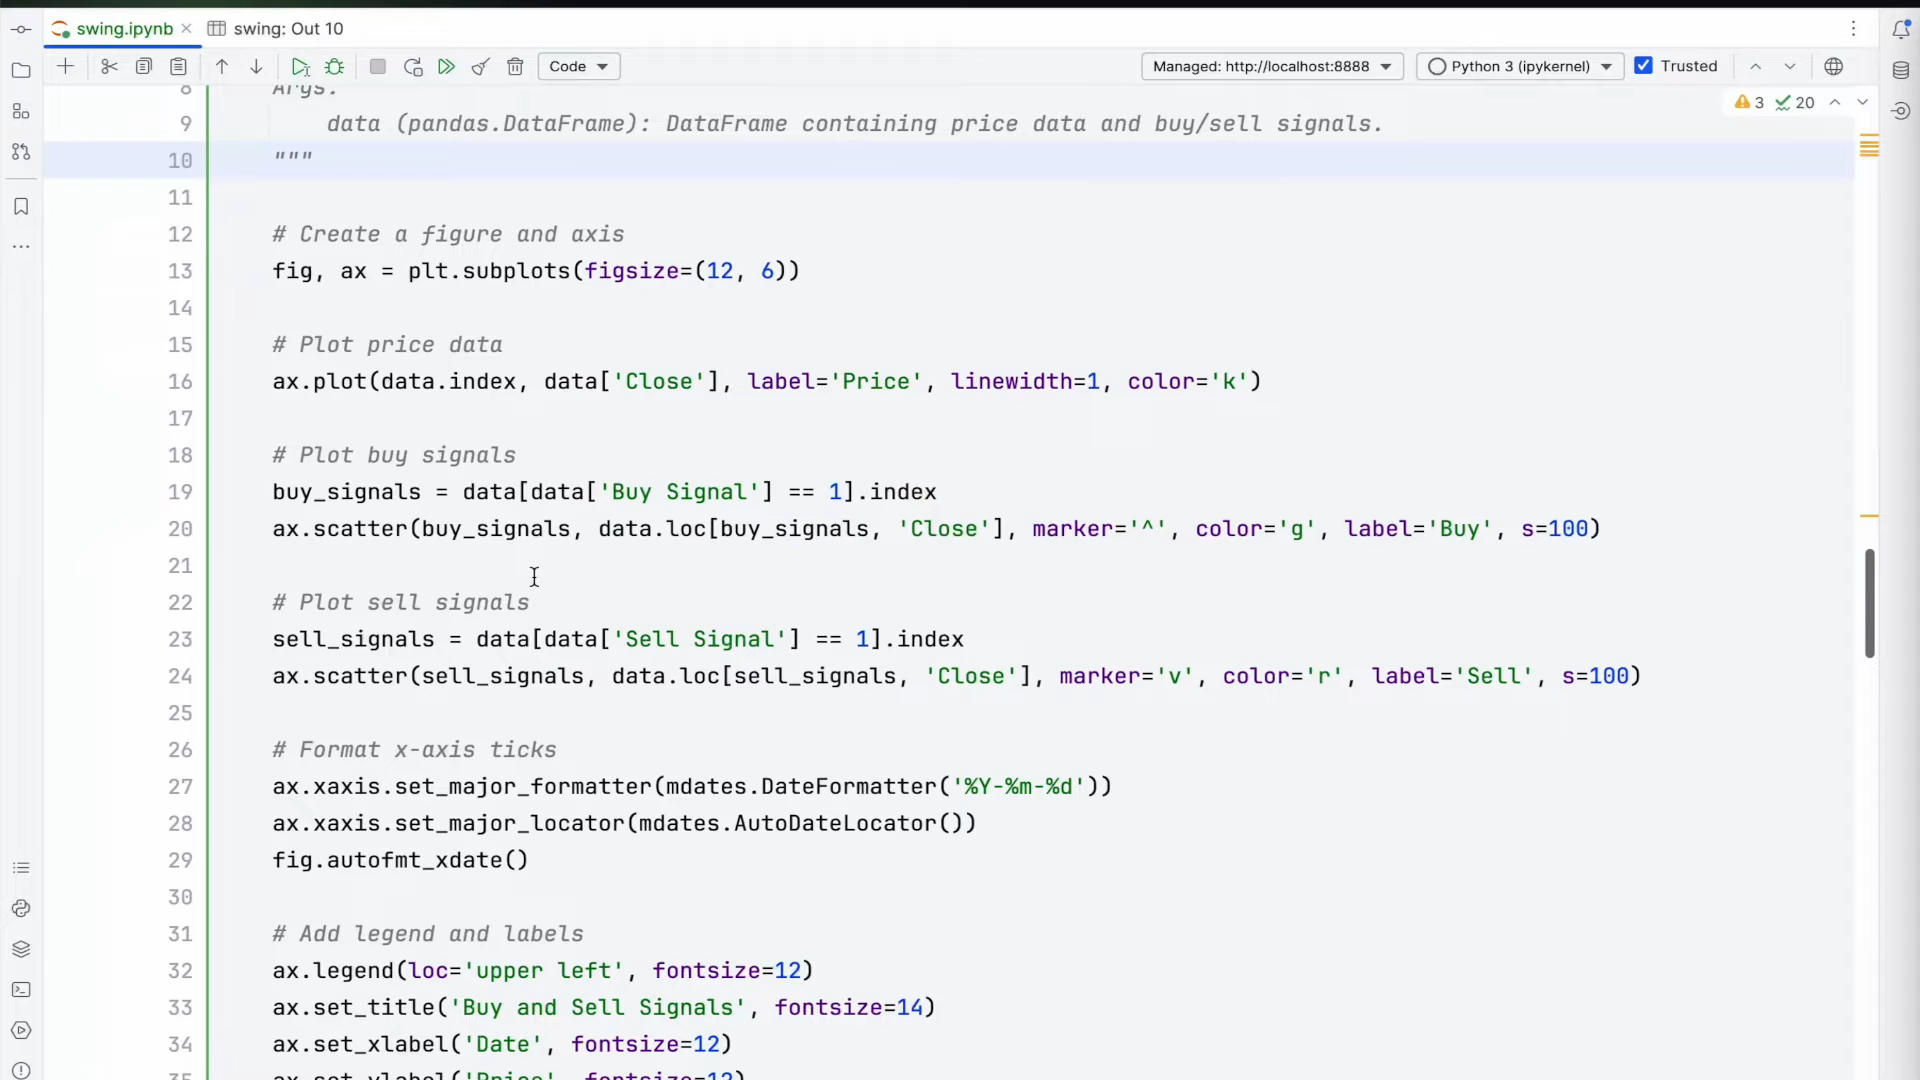 swing.ipynb
swing: Out 10
Code
Managed: http://localhost:8888
Python 3 (ipykernel)
Trusted
3
20
8 Args:
9 data (pandas.DataFrame): DataFrame containing price data and buy/sell signals.
10 """
11
12 # Create a figure and axis
13 fig, ax = plt.subplots(figsize=(12, 6))
14
15 # Plot price data
16 ax.plot(data.index, data['Close'], label='Price', linewidth=1, color='k')
17
18 # Plot buy signals
19 buy_signals = data[data['Buy Signal'] == 1].index
20 ax.scatter(buy_signals, data.loc[buy_signals, 'Close'], marker='^', color='g', label='Buy', s=100)
21
22 # Plot sell signals
23 sell_signals = data[data['Sell Signal'] == 1].index
24 ax.scatter(sell_signals, data.loc[sell_signals, 'Close'], marker='v', color='r', label='Sell', s=100)
25
26 # Format x-axis ticks
27 ax.xaxis.set_major_formatter(mdates.DateFormatter('%Y-%m-%d'))
28 ax.xaxis.set_major_locator(mdates.AutoDateLocator())
29 fig.autofmt_xdate()
30
31 # Add legend and labels
32 ax.legend(loc='upper left', fontsize=12)
33 ax.set_title('Buy and Sell Signals', fontsize=14)
34 ax.set_xlabel('Date', fontsize=12)
35 ax.set_ylabel('Price', fontsize=12)